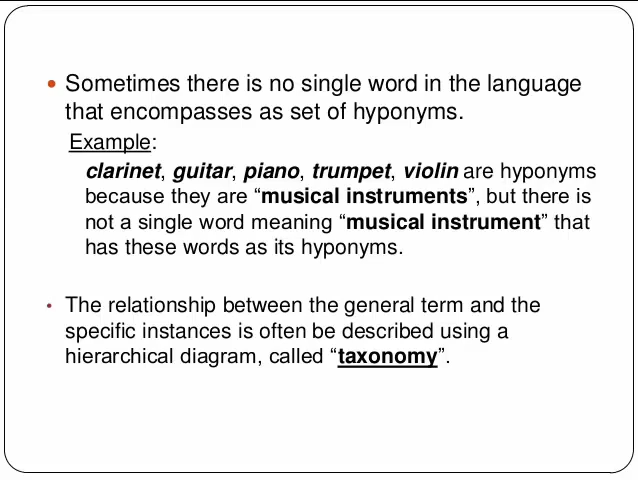 Sometimes there is no single word in the language
that encompasses as set of hyponyms.
Example:
clarinet, guitar, piano, trumpet, violin are hyponyms
because they are “musical instruments”, but there is
not a single word meaning “musical instrument” that
has these words as its hyponyms.
The relationship between the general term and the
specific instances is often be described using a
hierarchical diagram, called “taxonomy”.